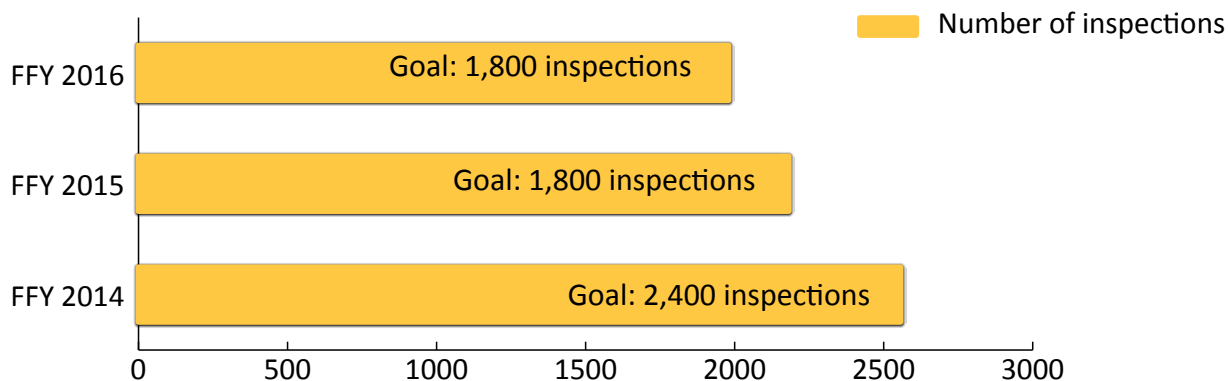 Number of inspections
FFY 2016
Goal: 1,800 inspections
FFY 2015
Goal: 1,800 inspections
FFY 2014
Goal: 2,400 inspections
0 500 1000 1500 2000 2500 3000